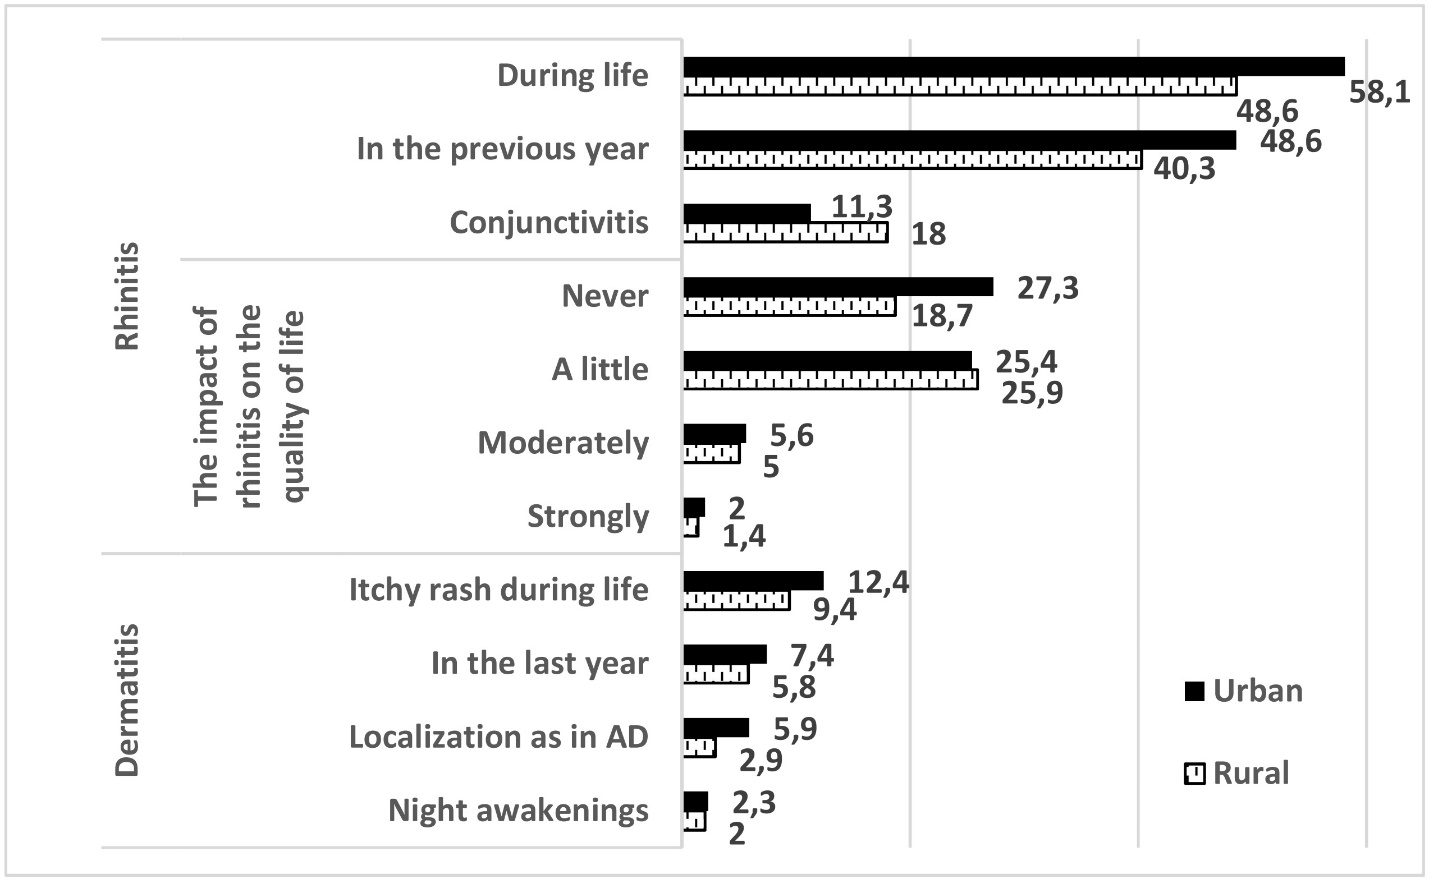 During life
58,1
48,6
In the previous year
48,6
40,3
Conjunctivitis
11,3
18
Rhinitis
The impact of
rhinitis on the
quality of life
Never
27,3
18,7
A little
25,4
25,9
Moderately
5,6
5
Strongly
2
1,4
Dermatitis
Itchy rash during life
12,4
9,4
In the last year
7,4
5,8
Localization as in AD
5,9
2,9
Night awakenings
2,3
2
Urban
Rural